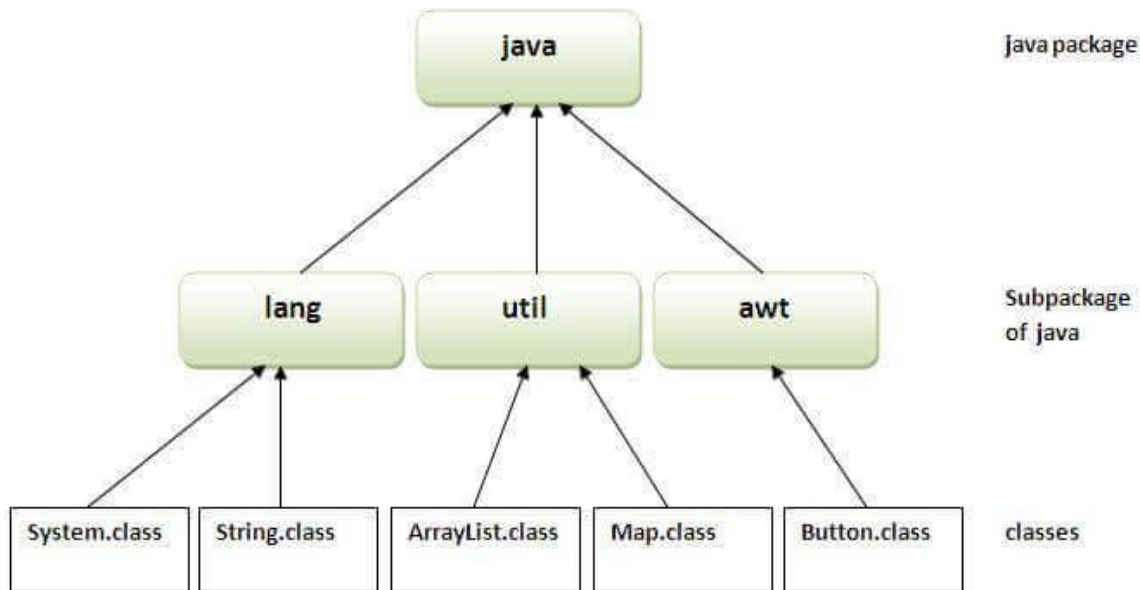 java
java package
lang
util
awt
Subpackage
of java
System.class
String.class
ArrayList.class
Map.class
Button.class
classes